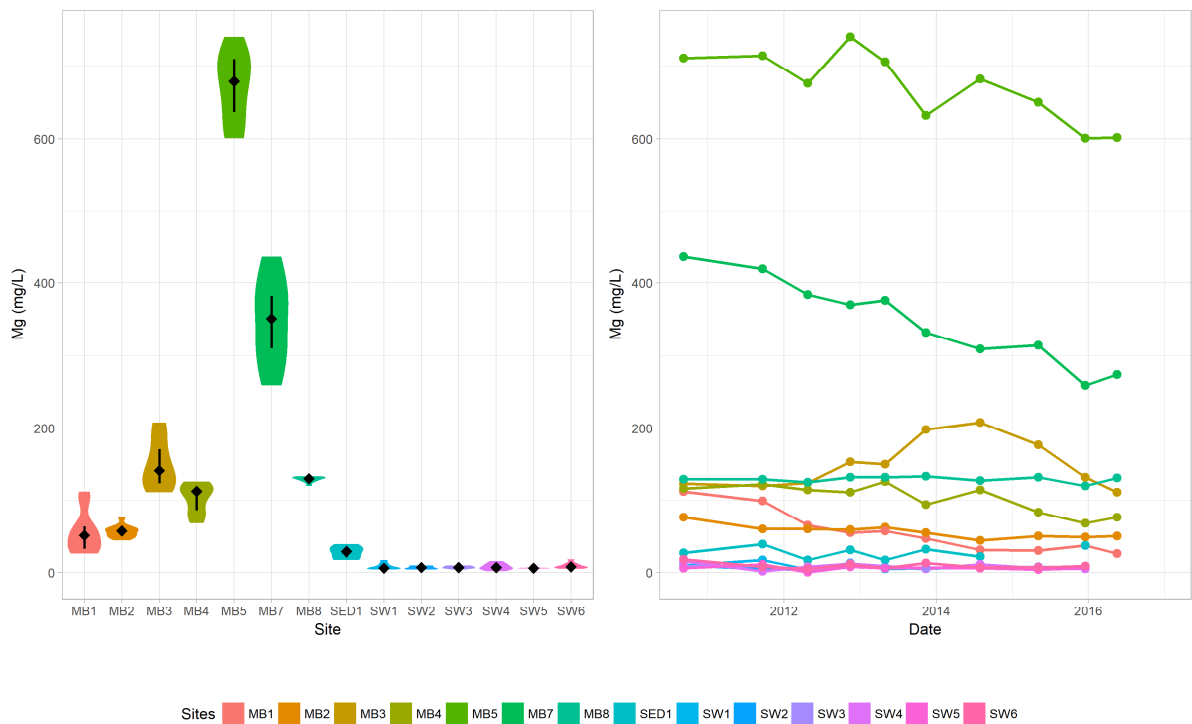 Mg (mg/L)
600
400
200
0
MB1 MB2 MB3 MB4 MB5 MB7 MB8 SED1 SW1 SW2 SW3 SW4 SW5 SW6
Site
Mg (mg/L)
600
400
200
0
2012 2014 2016
Date
Sites MB1 MB2 MB3 MB4 MB5 MB7 MB8 SED1 SW1 SW2 SW3 SW4 SW5 SW6